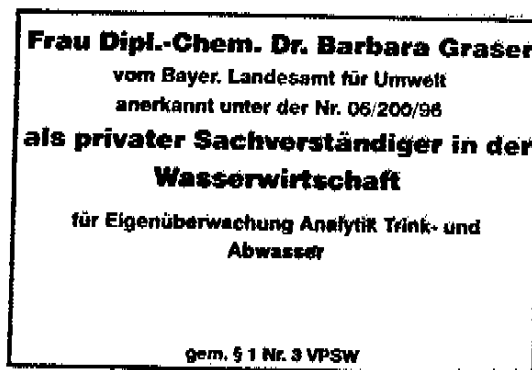 Frau Dipl.-Chem. Dr. Barbara Graser
vom Bayer. Landesamt für Umwelt
anerkannt unter der Nr. 06/200/96
als privater Sachverständiger in der
Wasserwirtschaft
für Eigenüberwachung Analytik Trink- und
Abwasser
gem. § 1 Nr. 3 VPSW